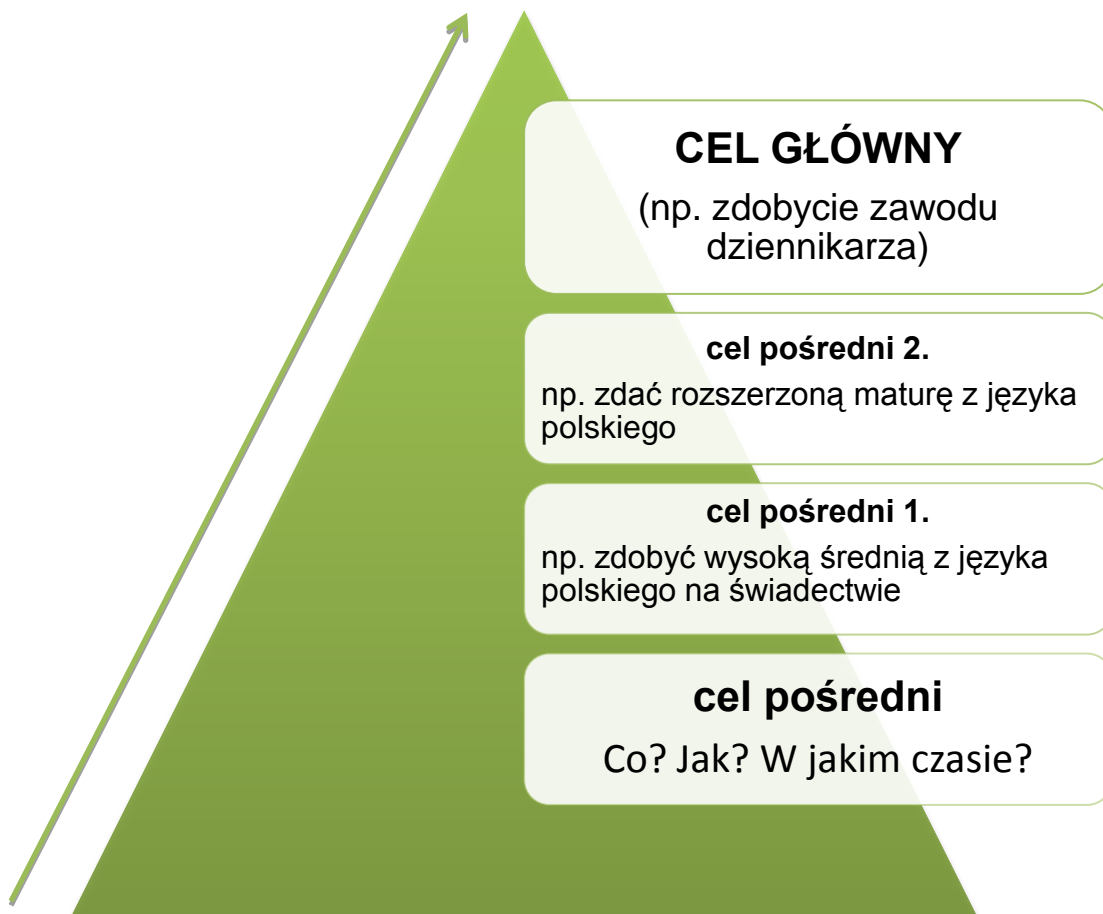 CEL GŁÓWNY
(np. zdobycie zawodu
dziennikarza)
cel pośredni 2.
np. zdać rozszerzoną maturę z języka
polskiego
cel pośredni 1.
np. zdobyć wysoką średnią z języka
polskiego na świadectwie
cel pośredni
Co? Jak? W jakim czasie?